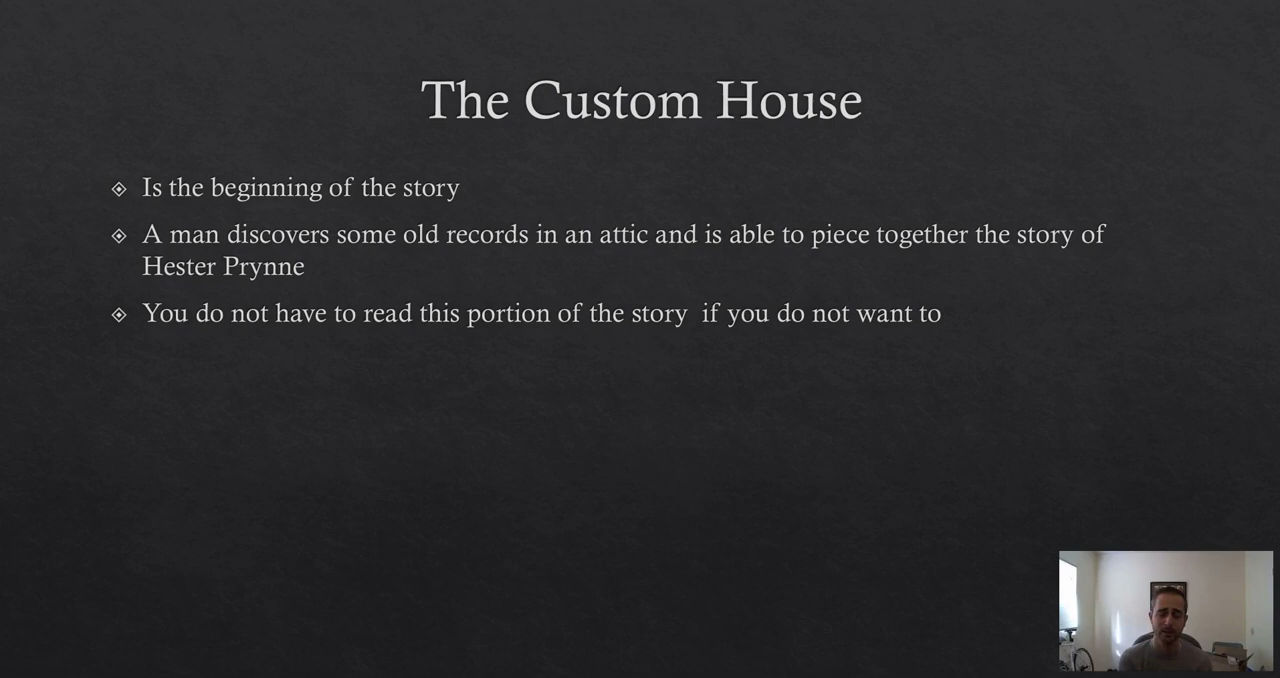 The Custom House
Is the beginning of the story
A man discovers some old records in an attic and is able to piece together the story of
Hester Prynne
You do not have to read this portion of the story  if you do not want to